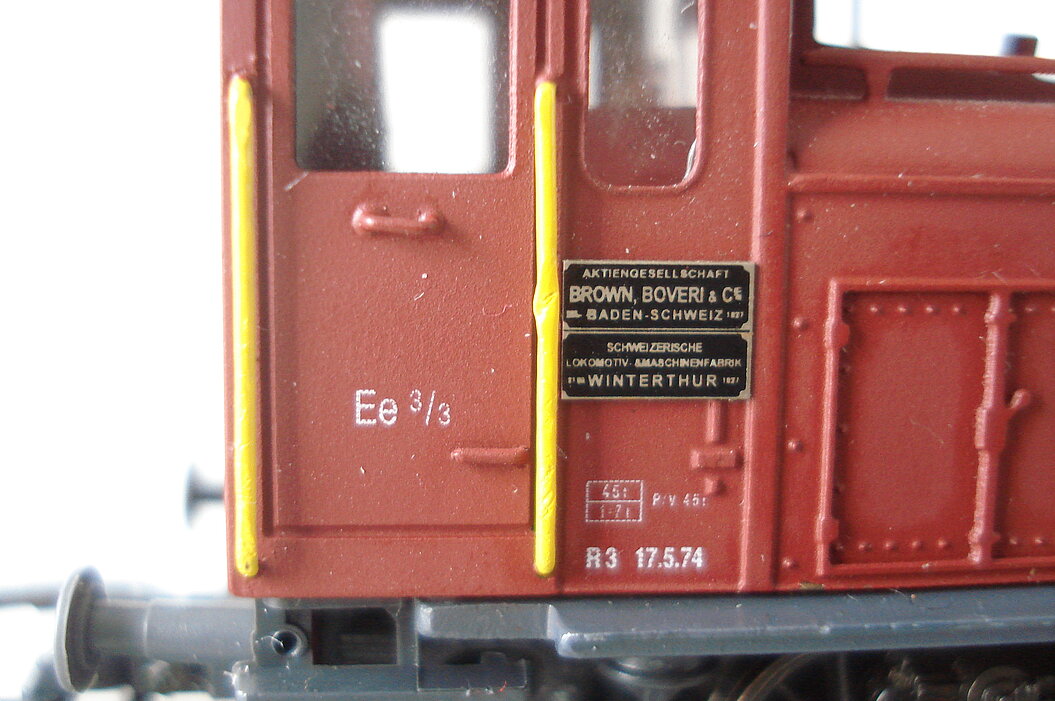 AKTIENGESELLSCHAFT
BROWN, BOVERI & CIE
BADEN-SCHWEIZ 1927
SCHWEIZERISCHE
LOKOMOTIV- & MASCHINENFABRIK
WINTERTHUR 1927
Ee 3/3
45t
P/V 45t
R3 17.5.74